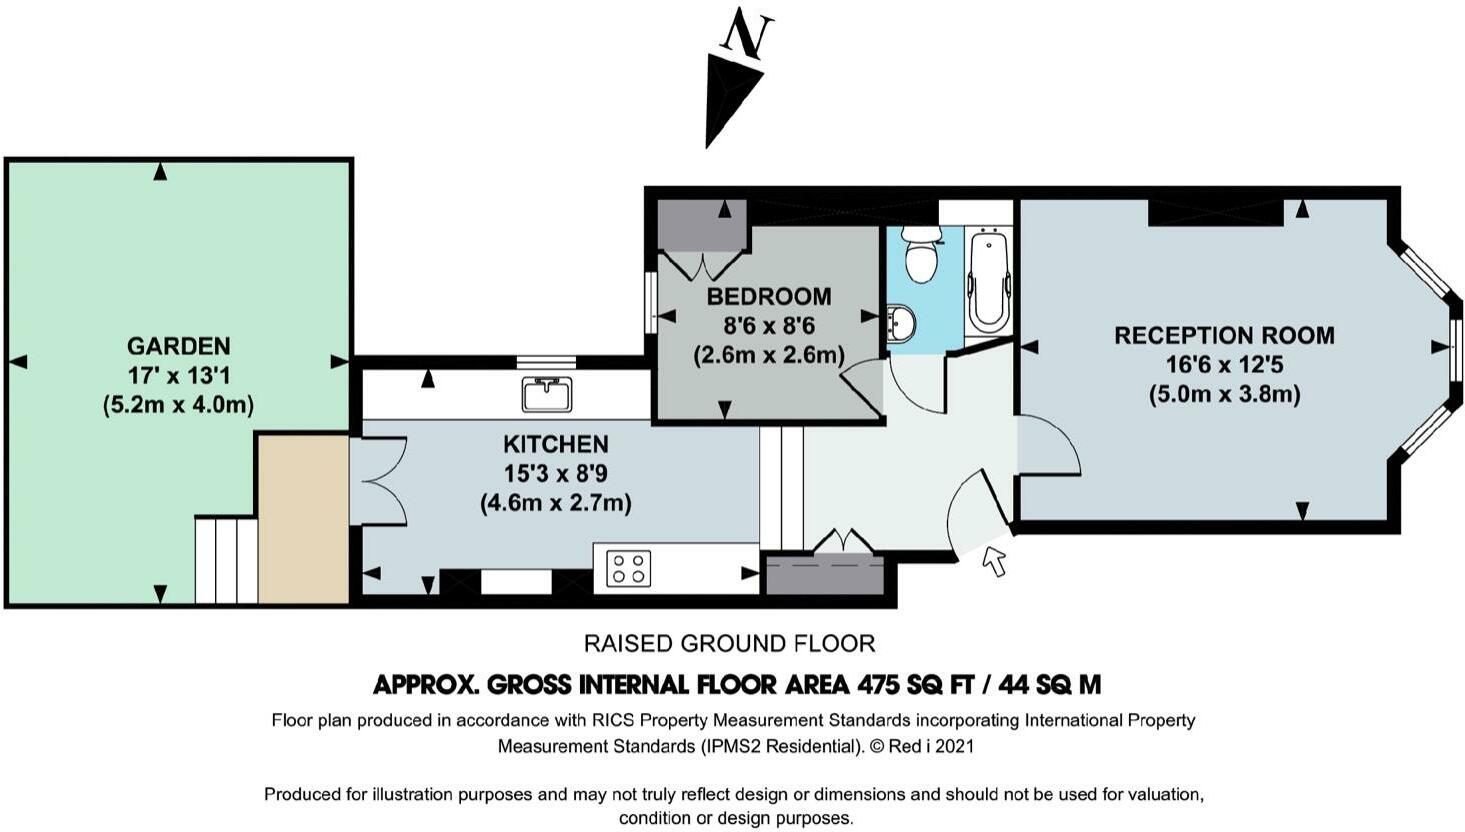 N
GARDEN
17' x 13'1
(5.2m x 4.0m)
KITCHEN
15'3 x 8'9
(4.6m x 2.7m)
BEDROOM
8'6 x 8'6
(2.6m x 2.6m)
RECEPTION ROOM
16'6 x 12'5
(5.0m x 3.8m)
RAISED GROUND FLOOR
APPROX. GROSS INTERNAL FLOOR AREA 475 SQ FT / 44 SQ M
Floor plan produced in accordance with RICS Property Measurement Standards incorporating International Property
Measurement Standards (IPMS2 Residential). © Red i 2021
Produced for illustration purposes and may not truly reflect design or dimensions and should not be used for valuation,
condition or design purposes.